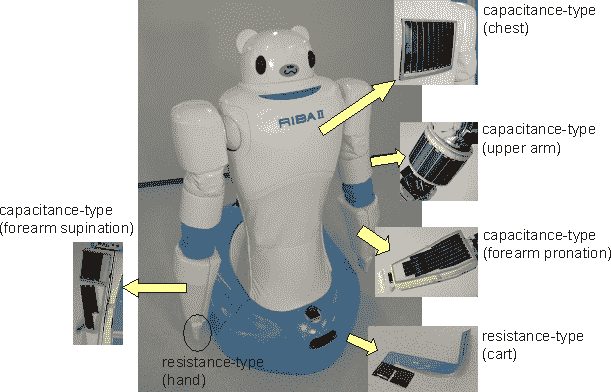 capacitance-type
(chest)
RIBA II
capacitance-type
(upper arm)
capacitance-type
(forearm supination)
capacitance-type
(forearm pronation)
resistance-type
(cart)
resistance-type
(hand)